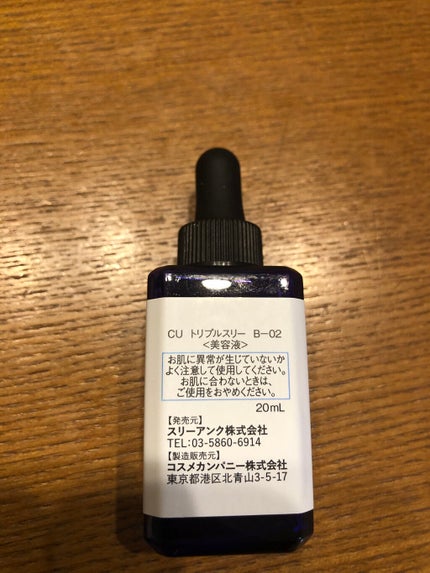 CU トリプルスリー B-02
<美容液>
お肌に異常が生じていないか
よく注意して使用してください。
お肌に合わないときは、
ご使用をおやめください。
20mL
【発売元】
スリーアンク株式会社
TEL:03-5860-6914
【製造販売元】
コスメカンパニー株式会社
東京都港区北青山3-5-17